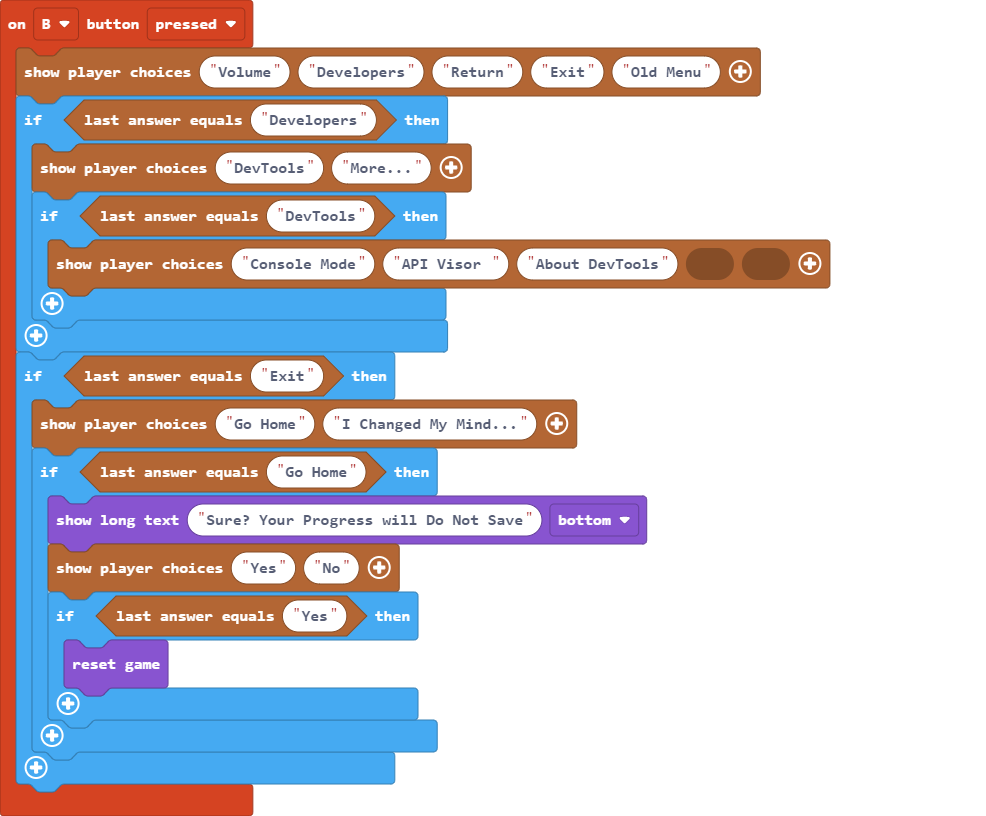 on B button pressed
show player choices "Volume" "Developers" "Return" "Exit" "Old Menu"
if last answer equals "Developers" then
show player choices "DevTools" "More..."
if last answer equals "DevTools" then
show player choices "Console Mode" "API Visor " "About DevTools"
if last answer equals "Exit" then
show player choices "Go Home" "I Changed My Mind..."
if last answer equals "Go Home" then
show long text "Sure? Your Progress will Do Not Save" bottom
show player choices "Yes" "No"
if last answer equals "Yes" then
reset game